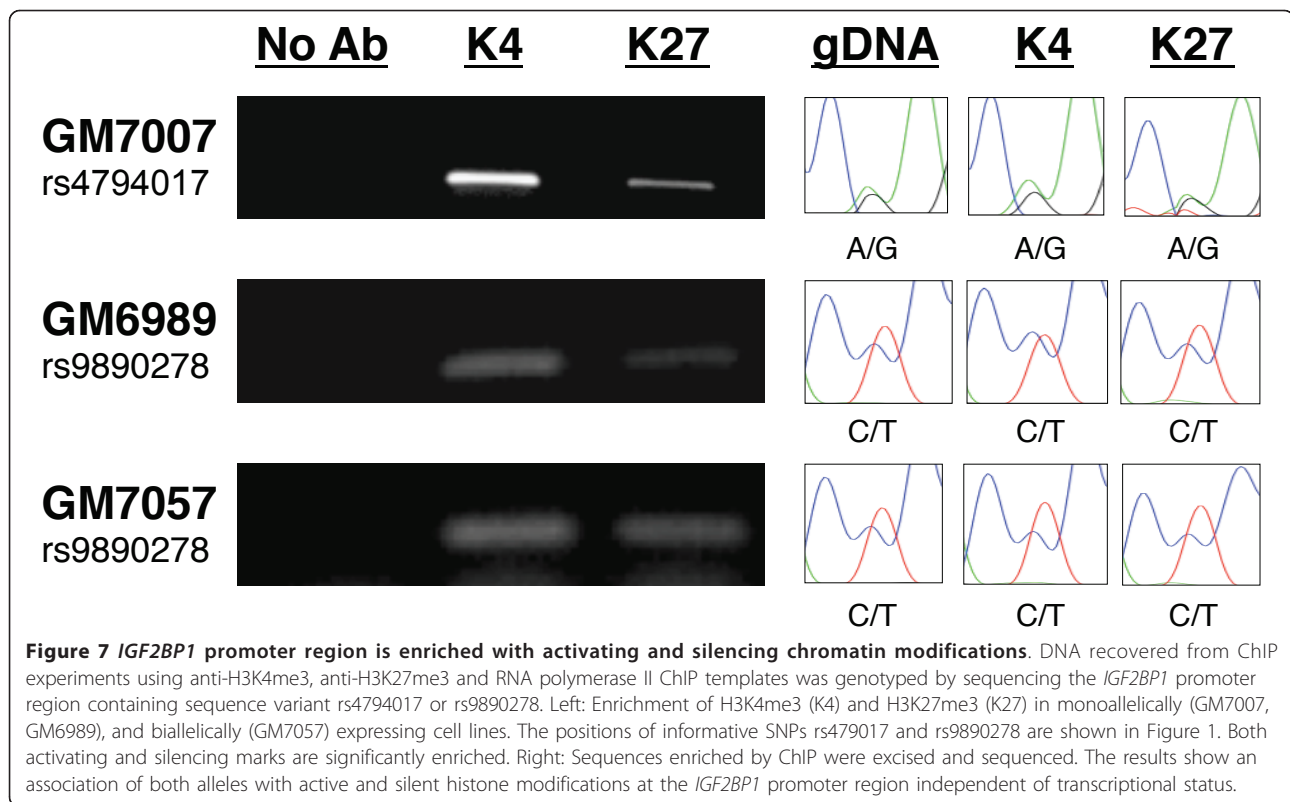 No Ab K4 K27 gDNA K4 K27
GM7007
rs4794017
A/G A/G A/G
GM6989
rs9890278
C/T C/T C/T
GM7057
rs9890278
C/T C/T C/T
Figure 7 IGF2BP1 promoter region is enriched with activating and silencing chromatin modifications. DNA recovered from ChIP
experiments using anti-H3K4me3, anti-H3K27me3 and RNA polymerase II ChIP templates was genotyped by sequencing the IGF2BP1 promoter
region containing sequence variant rs4794017 or rs9890278. Left: Enrichment of H3K4me3 (K4) and H3K27me3 (K27) in monoallelically (GM7007,
GM6989), and biallelically (GM7057) expressing cell lines. The positions of informative SNPs rs479017 and rs9890278 are shown in Figure 1. Both
activating and silencing marks are significantly enriched. Right: Sequences enriched by ChIP were excised and sequenced. The results show an
association of both alleles with active and silent histone modifications at the IGF2BP1 promoter region independent of transcriptional status.